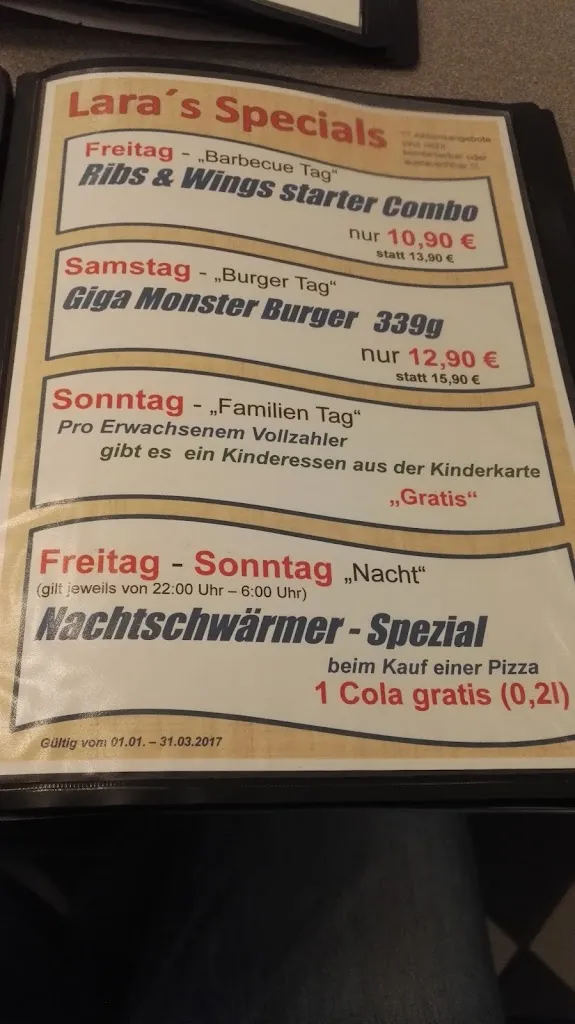 Lara´s Specials
Freitag - „Barbecue Tag“
Ribs & Wings starter Combo
nur 10,90 €
statt 13,90 €
Samstag - „Burger Tag“
Giga Monster Burger 339g
nur 12,90 €
statt 15,90 €
Sonntag - „Familien Tag“
Pro Erwachsenem Vollzahler
gibt es ein Kinderessen aus der Kinderkarte
„Gratis“
Freitag - Sonntag „Nacht“
(gilt jeweils von 22:00 Uhr – 6:00 Uhr)
Nachtschwärmer - Spezial
beim Kauf einer Pizza
1 Cola gratis (0,2l)
Gültig vom 01.01. – 31.03.2017